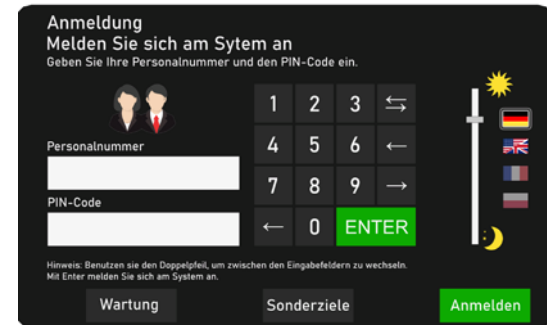 Anmeldung
Melden Sie sich am Sytem an
Geben Sie Ihre Personalnummer und den PIN-Code ein.
1 2 3 ⇆
Personalnummer
4 5 6 ←
7 8 9 →
PIN-Code
← 0 ENTER
Hinweis: Benutzen sie den Doppelpfeil, um zwischen den Eingabefeldern zu wechseln.
Mit Enter melden Sie sich am System an.
Wartung Sonderziele Anmelden